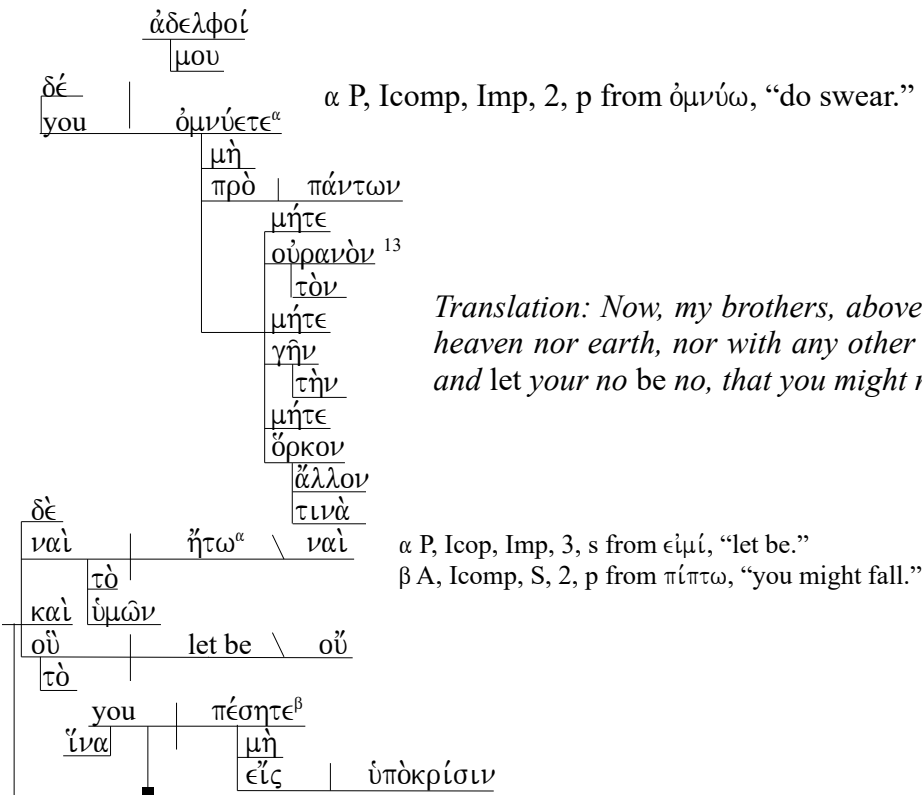 ἀδελφοί
μου
δέ
you ὀμνύετεᵅ α P, Icomp, Imp, 2, p from ὀμνύω, “do swear.”
μὴ
πρὸ πάντων
μήτε
οὐρανὸν ¹³
τὸν
Translation: Now, my brothers, above
μήτε
heaven nor earth, nor with any other
γῆν
τὴν
and let your no be no, that you might
μήτε
ὅρκον
ἄλλον
τινὰ
δὲ
ναὶ ἤτωᵅ ναὶ α P, Icop, Imp, 3, s from εἰμί, “let be.”
τὸ β A, Icomp, S, 2, p from πίπτω, “you might fall.”
καὶ ὑμῶν
οὒ let be οὔ
τὸ
you πέσητεᵝ
ἵνα μὴ
εἴς ὑπὸκρίσιν